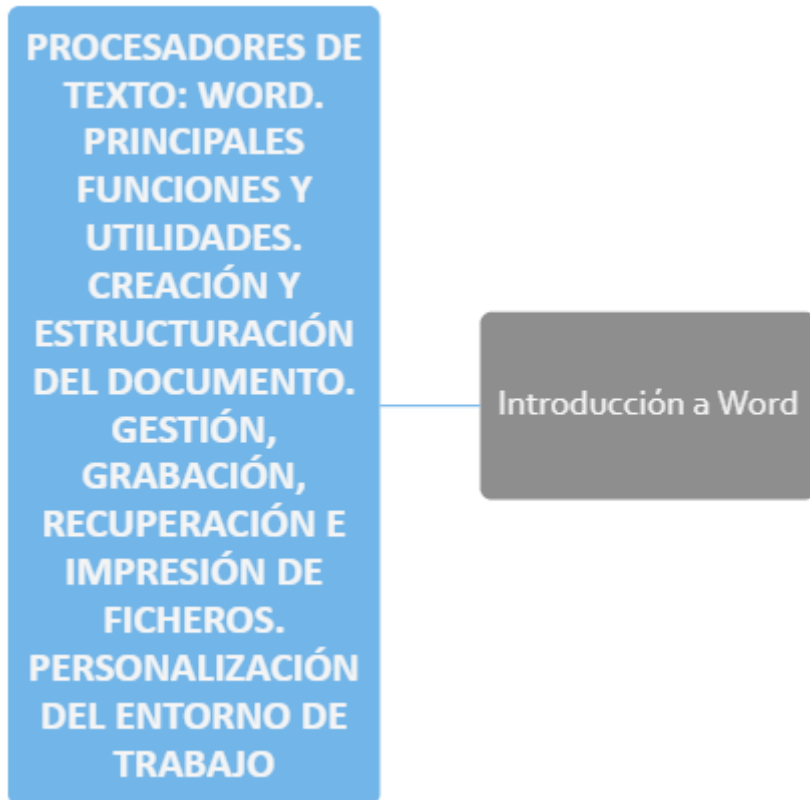 PROCESADORES DE
TEXTO: WORD.
PRINCIPALES
FUNCIONES Y
UTILIDADES.
CREACIÓN Y
ESTRUCTURACIÓN
DEL DOCUMENTO.
GESTIÓN,
GRABACIÓN,
RECUPERACIÓN E
IMPRESIÓN DE
FICHEROS.
PERSONALIZACIÓN
DEL ENTORNO DE
TRABAJO
Introducción a Word